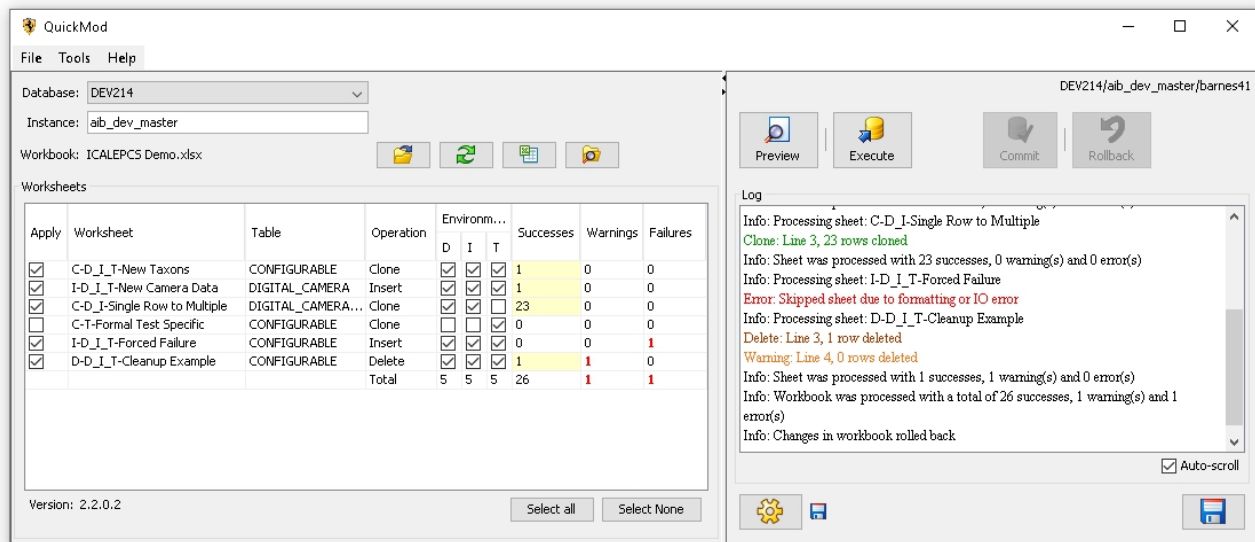 QuickMod
File Tools Help
Database: DEV214
Instance: aib_dev_master
Workbook: ICALEPCS Demo.xlsx
Worksheets
Apply Worksheet Table Operation Environm... Successes Warnings Failures
D I T
C-D_I_T-New Taxons CONFIGURABLE Clone 1 0 0
I-D_I_T-New Camera Data DIGITAL_CAMERA Insert 1 0 0
C-D_I-Single Row to Multiple DIGITAL_CAMERA... Clone 23 0 0
C-T-Formal Test Specific CONFIGURABLE Clone 0 0 0
I-D_I_T-Forced Failure CONFIGURABLE Insert 0 0 1
D-D_I_T-Cleanup Example CONFIGURABLE Delete 1 1 0
Total 5 5 5 26 1 1
Version: 2.2.0.2
Select all Select None
DEV214/aib_dev_master/barnes41
Preview Execute Commit Rollback
Log
Info: Processing sheet: C-D_I-Single Row to Multiple
Clone: Line 3, 23 rows cloned
Info: Sheet was processed with 23 successes, 0 warning(s) and 0 error(s)
Info: Processing sheet: I-D_I_T-Forced Failure
Error: Skipped sheet due to formatting or IO error
Info: Processing sheet: D-D_I_T-Cleanup Example
Delete: Line 3, 1 row deleted
Warning: Line 4, 0 rows deleted
Info: Sheet was processed with 1 successes, 1 warning(s) and 0 error(s)
Info: Workbook was processed with a total of 26 successes, 1 warning(s) and 1
error(s)
Info: Changes in workbook rolled back
Auto-scroll